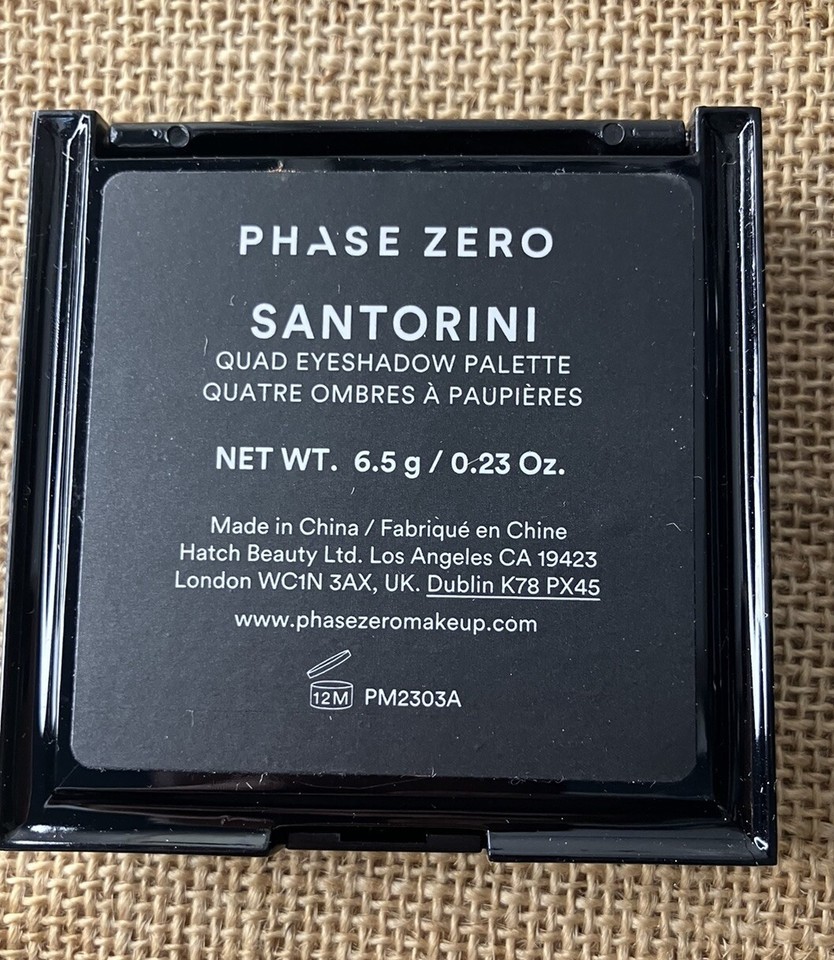 PHASE ZERO
SANTORINI
QUAD EYESHADOW PALETTE
QUATRE OMBRES À PAUPIÈRES
NET WT. 6.5 g / 0.23 Oz.
Made in China / Fabriqué en Chine
Hatch Beauty Ltd. Los Angeles CA 19423
London WC1N 3AX, UK. Dublin K78 PX45
www.phasezeromakeup.com
12M PM2303A